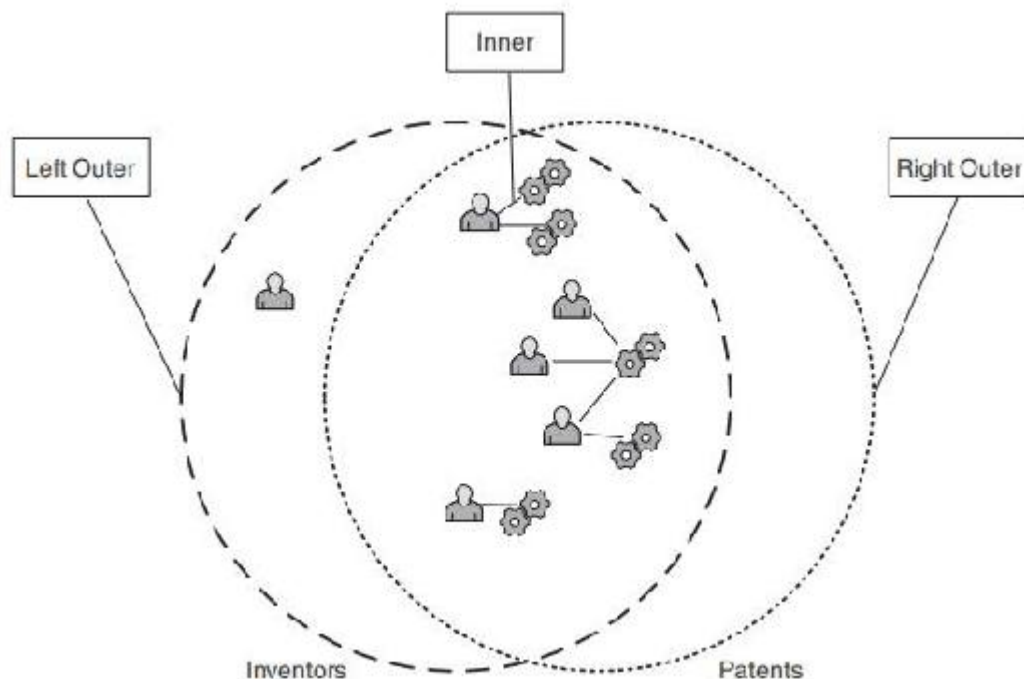 Inner
Left Outer
Right Outer
Inventors
Patents